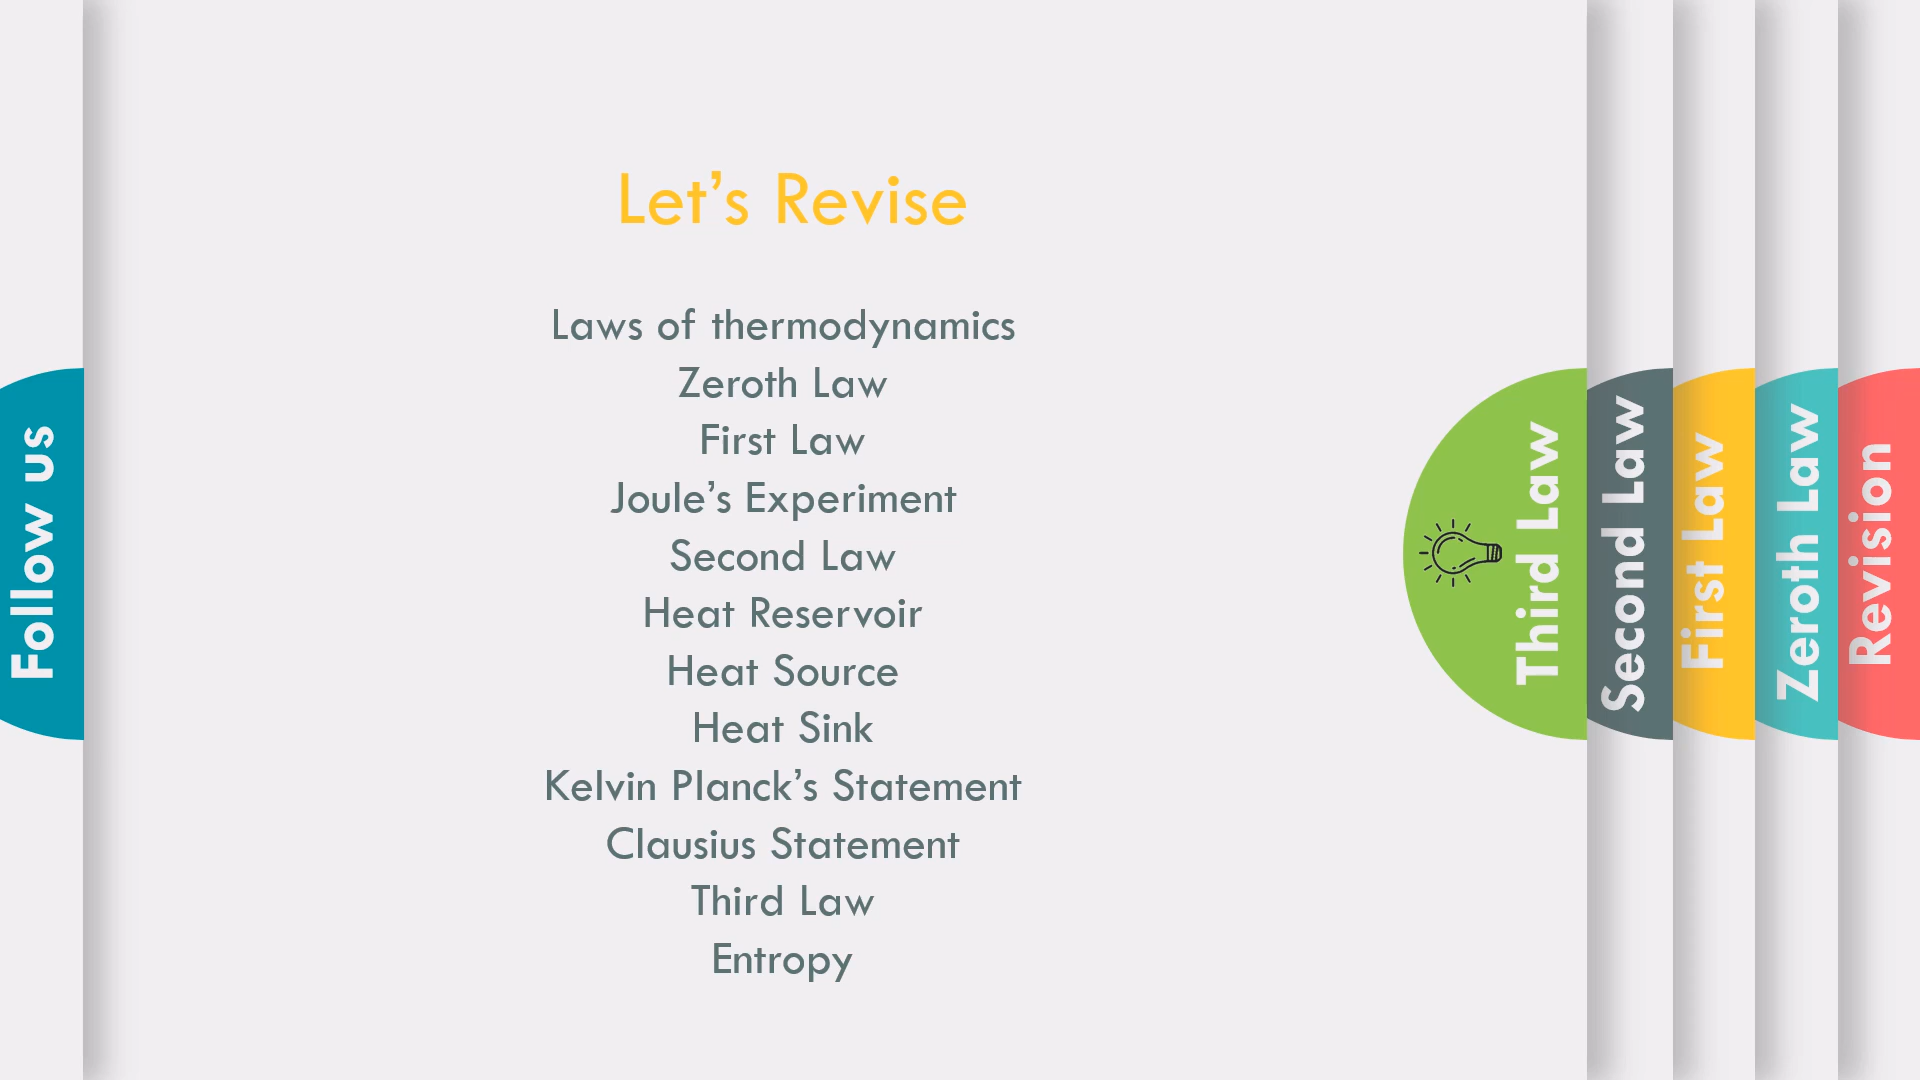 Follow us
Let's Revise
Laws of thermodynamics
Zeroth Law
First Law
Joule's Experiment
Second Law
Heat Reservoir
Heat Source
Heat Sink
Kelvin Planck's Statement
Clausius Statement
Third Law
Entropy
Third Law
Second Law
First Law
Zeroth Law
Revision